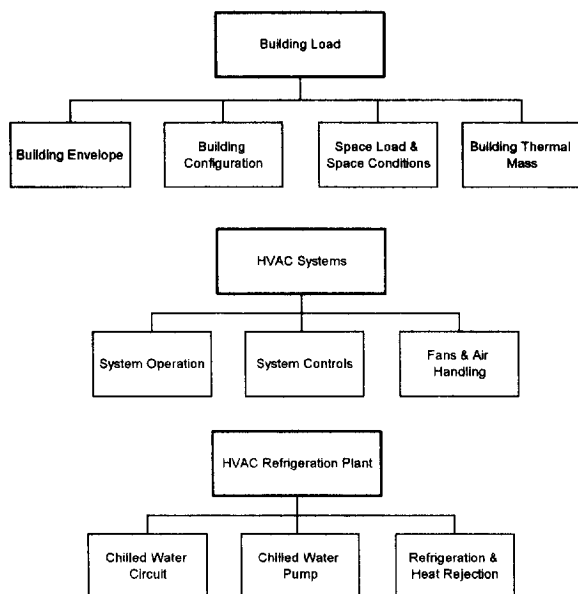 Building Load
Building Envelope
Building
Configuration
Space Load &
Space Conditions
Building Thermal
Mass
HVAC Systems
System Operation
System Controls
Fans & Air
Handling
HVAC Refrigeration Plant
Chilled Water
Circuit
Chilled Water
Pump
Refrigeration &
Heat Rejection